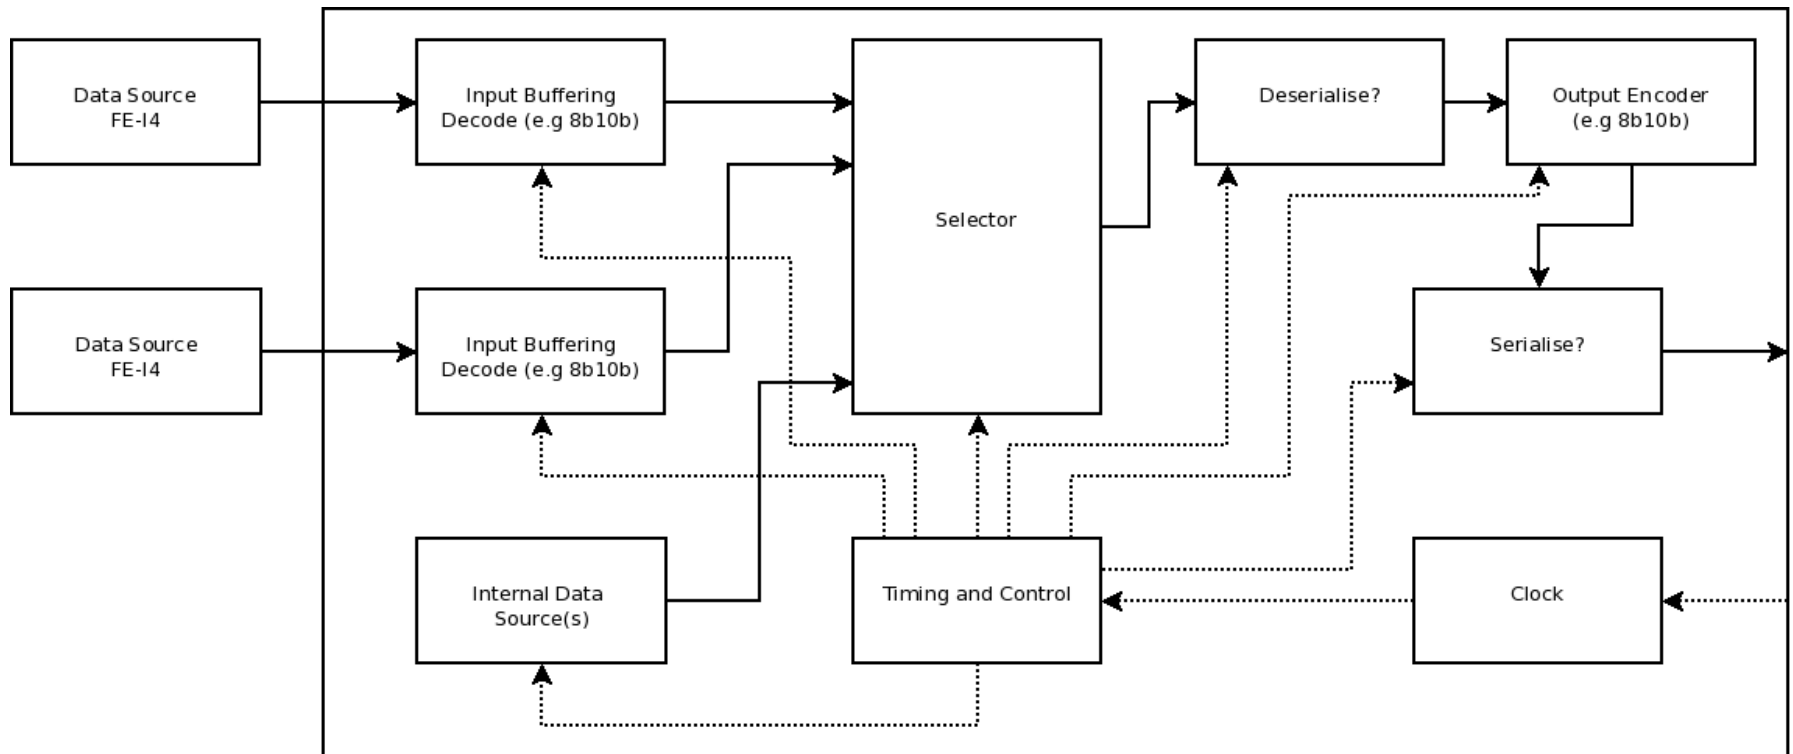 Data Source
FE-I4
Input Buffering
Decode (e.g 8b10b)
Selector
Deserialise?
Output Encoder
(e.g 8b10b)
Data Source
FE-I4
Input Buffering
Decode (e.g 8b10b)
Serialise?
Internal Data
Source(s)
Timing and Control
Clock